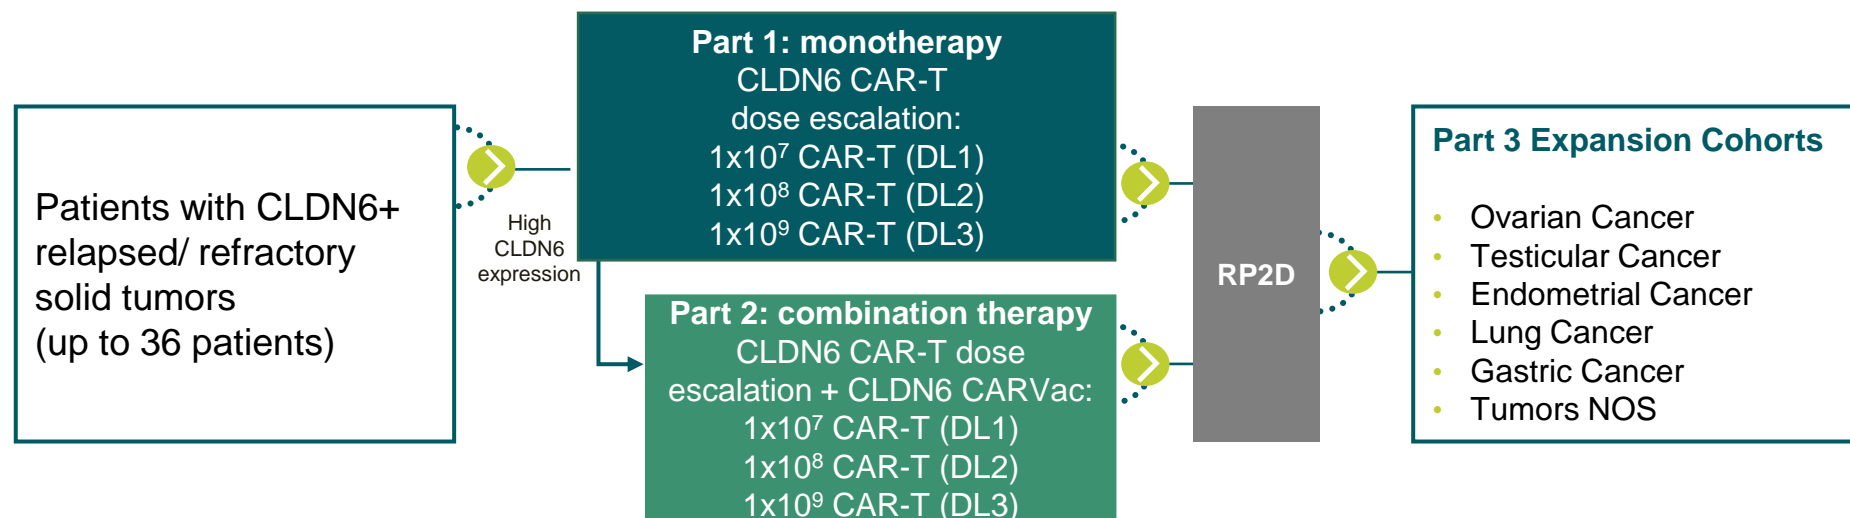 Patients with CLDN6+
relapsed/ refractory
solid tumors
(up to 36 patients)
High
CLDN6
expression
Part 1: monotherapy
CLDN6 CAR-T
dose escalation:
1x10⁷ CAR-T (DL1)
1x10⁸ CAR-T (DL2)
1x10⁹ CAR-T (DL3)
Part 2: combination therapy
CLDN6 CAR-T dose
escalation + CLDN6 CARVac:
1x10⁷ CAR-T (DL1)
1x10⁸ CAR-T (DL2)
1x10⁹ CAR-T (DL3)
RP2D
Part 3 Expansion Cohorts
• Ovarian Cancer
• Testicular Cancer
• Endometrial Cancer
• Lung Cancer
• Gastric Cancer
• Tumors NOS